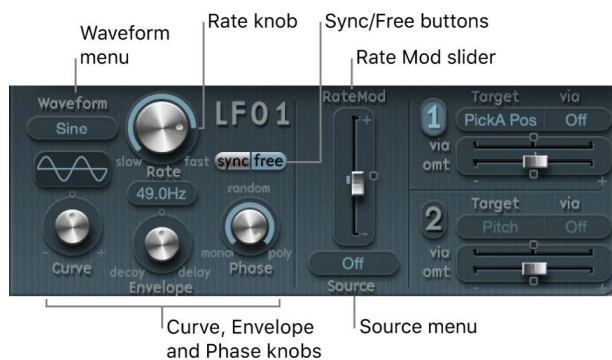 Waveform
menu
Rate knob
Sync/Free buttons
Rate Mod slider
Waveform
Sine
LFO1
slow
fast
Rate
49.0Hz
sync free
random
- +
Curve
decay
delay
Envelope
mono
poly
Phase
RateMod
+
-
Off
Source
1
Target via
PickA Pos Off
via
amt
- +
2
Target via
Pitch Off
via
amt
- +
Curve, Envelope
and Phase knobs
Source menu